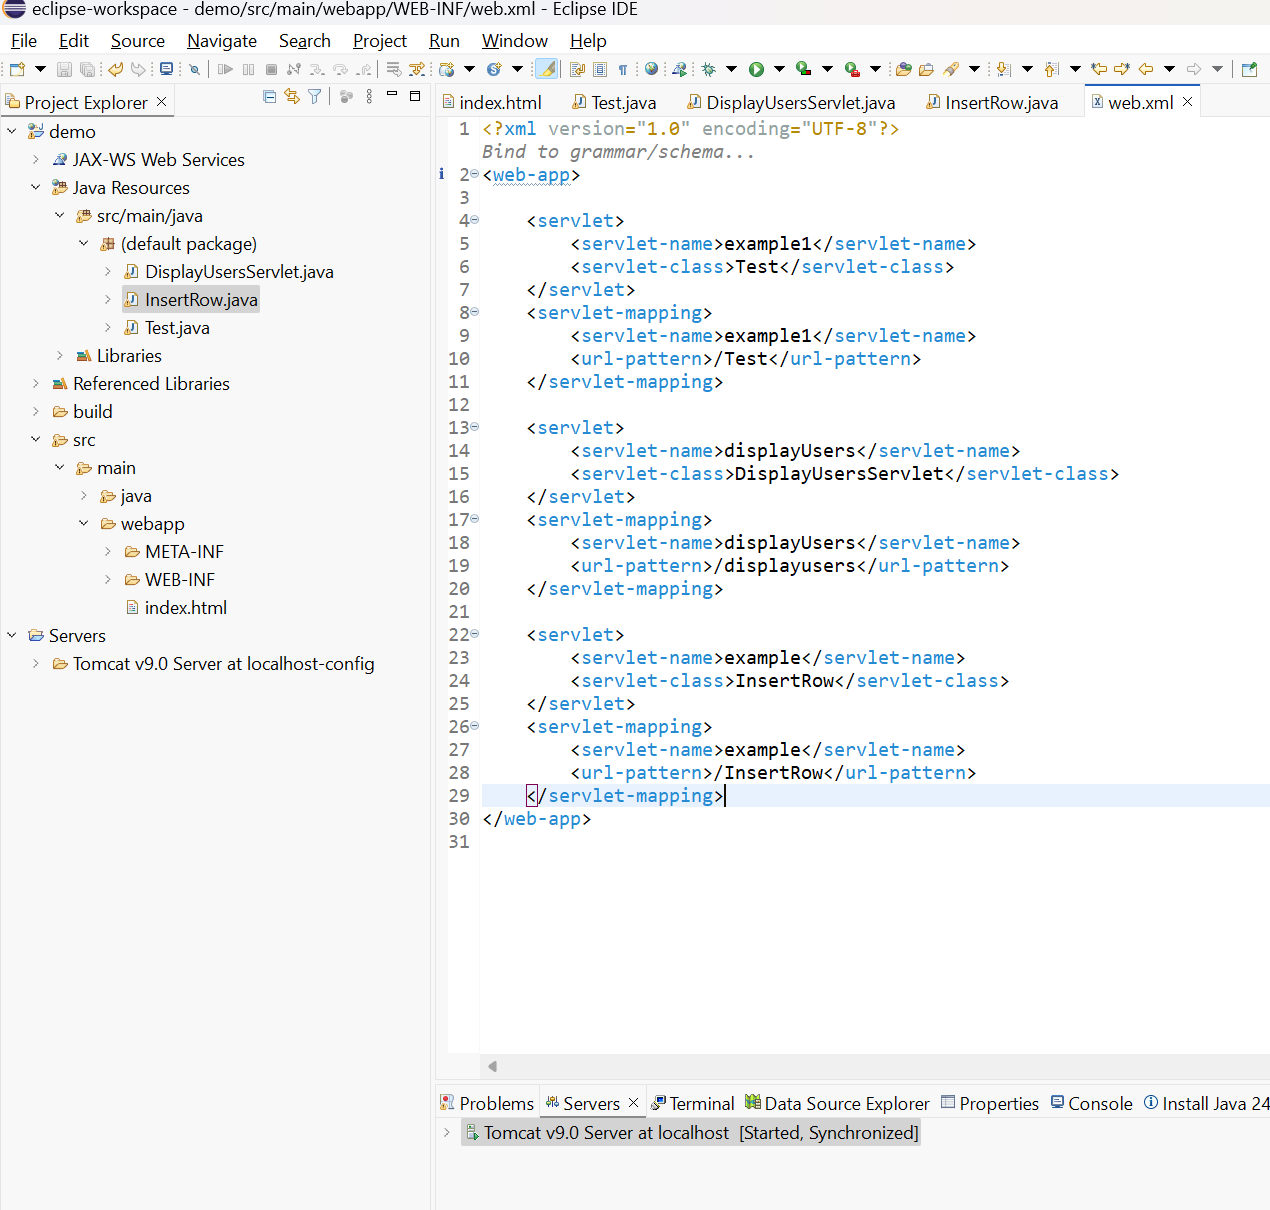 eclipse-workspace - demo/src/main/webapp/WEB-INF/web.xml - Eclipse IDE
File Edit Source Navigate Search Project Run Window Help
Project Explorer
demo
JAX-WS Web Services
Java Resources
src/main/java
(default package)
DisplayUsersServlet.java
InsertRow.java
Test.java
Libraries
Referenced Libraries
build
src
main
java
webapp
META-INF
WEB-INF
index.html
Servers
Tomcat v9.0 Server at localhost-config
index.html Test.java DisplayUsersServlet.java InsertRow.java web.xml
1 <?xml version="1.0" encoding="UTF-8"?>
Bind to grammar/schema...
2 <web-app>
3
4 <servlet>
5 <servlet-name>example1</servlet-name>
6 <servlet-class>Test</servlet-class>
7 </servlet>
8 <servlet-mapping>
9 <servlet-name>example1</servlet-name>
10 <url-pattern>/Test</url-pattern>
11 </servlet-mapping>
12
13 <servlet>
14 <servlet-name>displayUsers</servlet-name>
15 <servlet-class>DisplayUsersServlet</servlet-class>
16 </servlet>
17 <servlet-mapping>
18 <servlet-name>displayUsers</servlet-name>
19 <url-pattern>/displayusers</url-pattern>
20 </servlet-mapping>
21
22 <servlet>
23 <servlet-name>example</servlet-name>
24 <servlet-class>InsertRow</servlet-class>
25 </servlet>
26 <servlet-mapping>
27 <servlet-name>example</servlet-name>
28 <url-pattern>/InsertRow</url-pattern>
29 </servlet-mapping>
30 </web-app>
31
Problems Servers Terminal Data Source Explorer Properties Console Install Java 24
Tomcat v9.0 Server at localhost [Started, Synchronized]